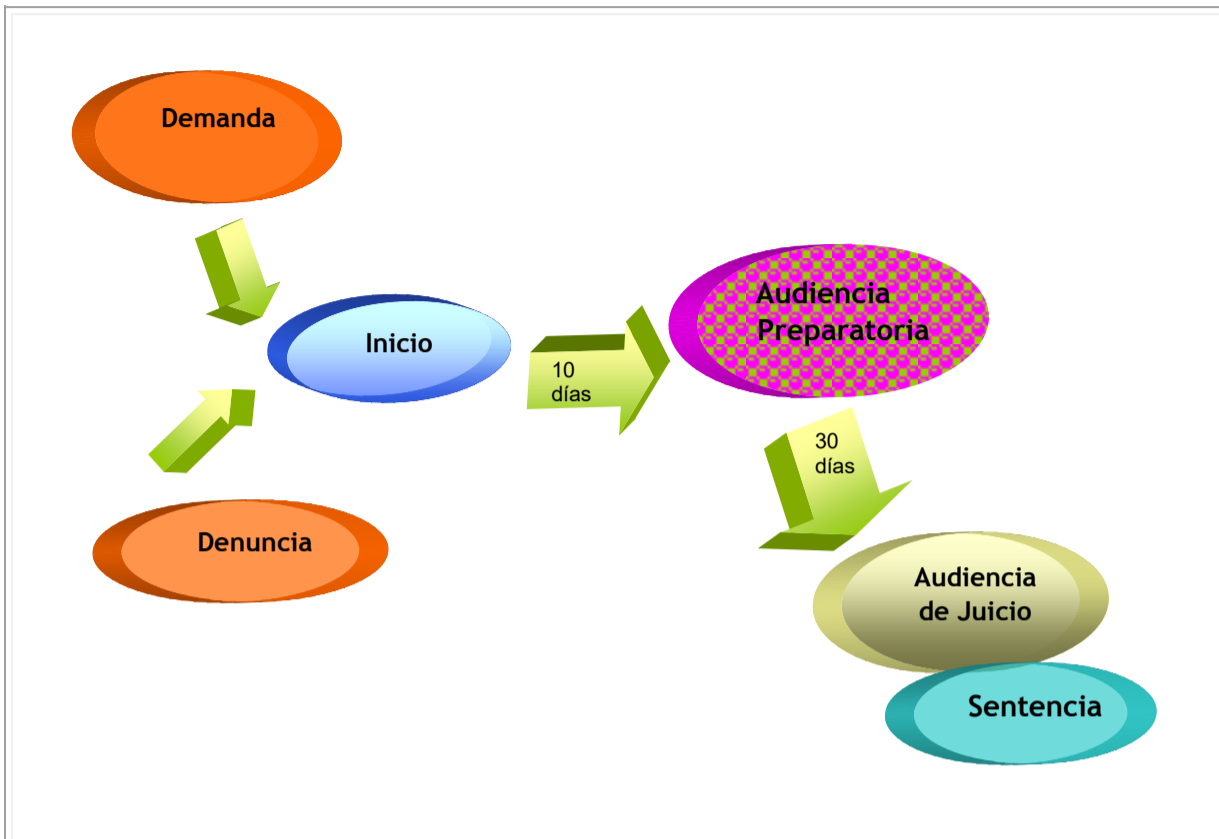 Demanda
Inicio
Denuncia
10
días
Audiencia
Preparatoria
30
días
Audiencia
de Juicio
Sentencia